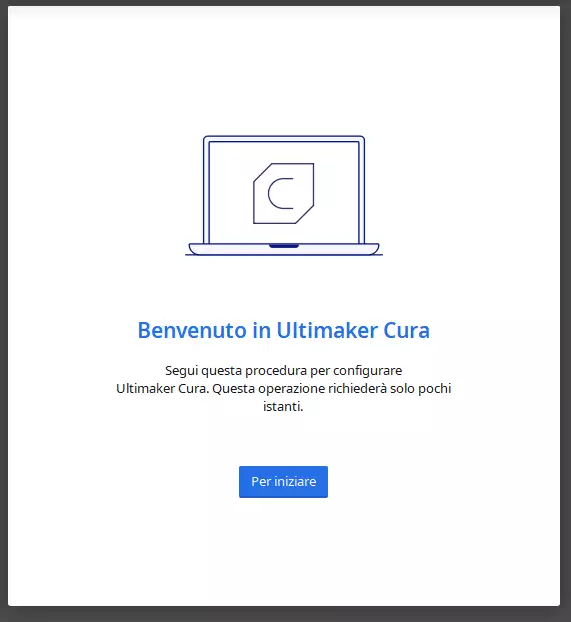 Benvenuto in Ultimaker Cura
Segui questa procedura per configurare
Ultimaker Cura. Questa operazione richiederà solo pochi
istanti.
Per iniziare